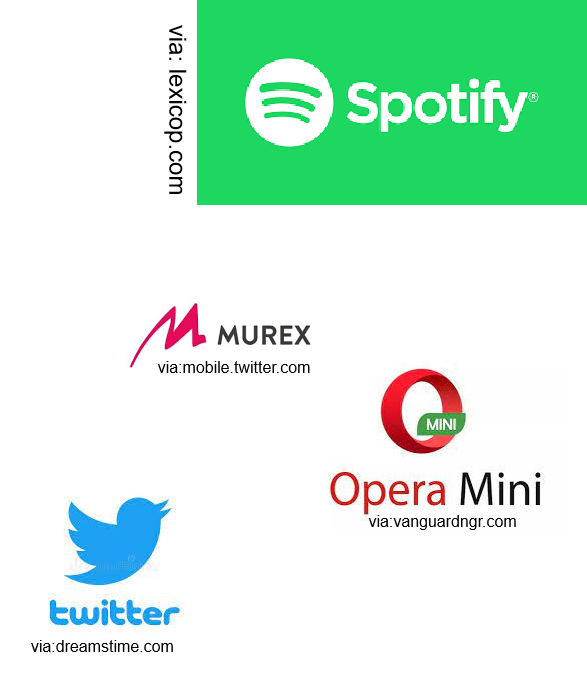 via: lexicop.com
Spotify®
MUREX
via:mobile.twitter.com
MINI
Opera Mini
via:vanguardngr.com
twitter
via:dreamstime.com